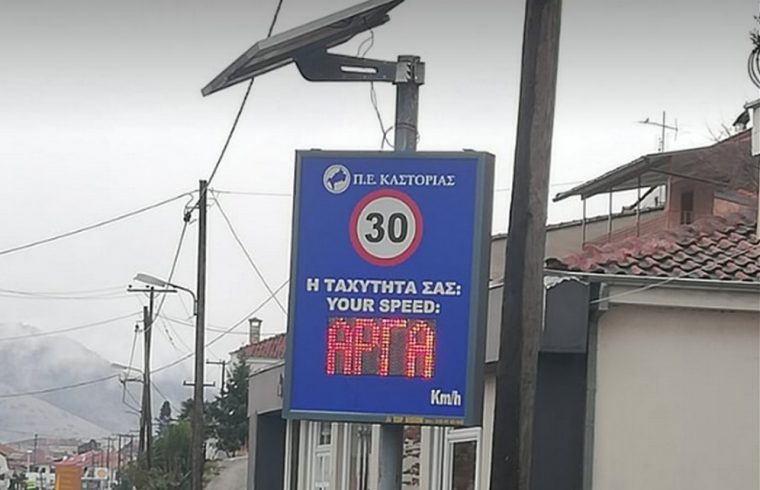 Π.Ε. ΚΑΣΤΟΡΙΑΣ
30
Η ΤΑΧΥΤΗΤΑ ΣΑΣ:
YOUR SPEED:
ΑΡΓΑ
Km/h